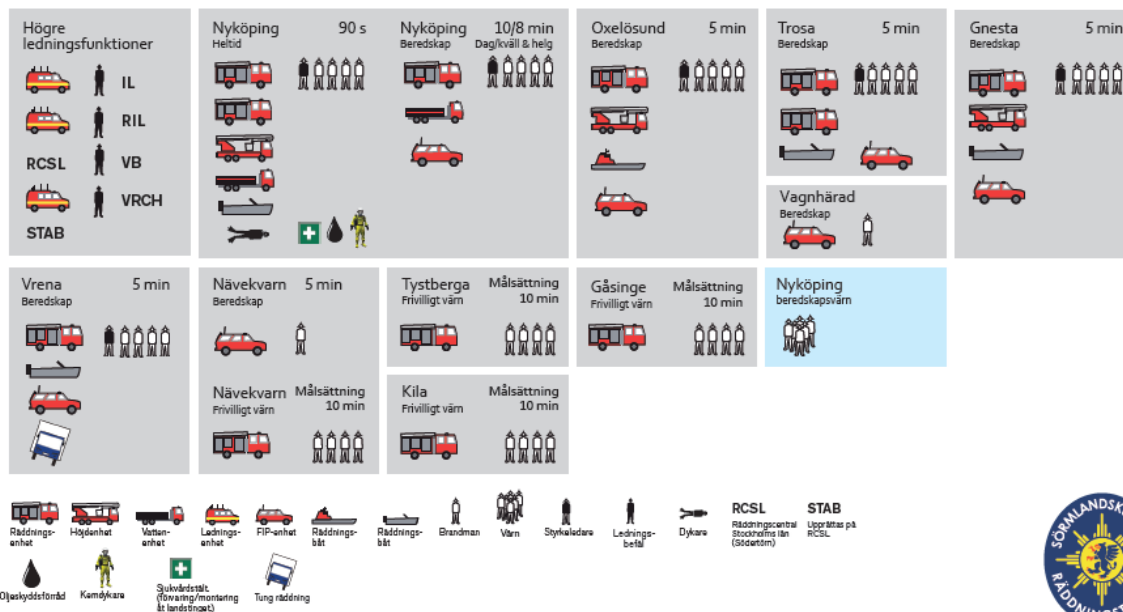 Högre
ledningsfunktioner
IL
RIL
RCSL
VB
VRCH
STAB
Nyköping 90 s
Heltid
Nyköping 10/8 min
Beredskap Dag/kväll & helg
Oxelösund 5 min
Beredskap
Trosa 5 min
Beredskap
Gnesta 5 min
Beredskap
Vagnhärad
Beredskap
Vrena 5 min
Beredskap
Nävekvarn 5 min
Beredskap
Nävekvarn Målsättning
Frivilligt värn 10 min
Tystberga Målsättning
Frivilligt värn 10 min
Kila Målsättning
Frivilligt värn 10 min
Gåsinge Målsättning
Frivilligt värn 10 min
Nyköping
beredskapsvärn
Räddnings-
enhet
Höjdenhet
Vatten-
enhet
Lednings-
enhet
FIP-enhet
Räddnings-
båt
Räddnings-
båt
Brandman
Värn
Styrkeledare
Lednings-
befäl
Dykare
RCSL
Räddningscentral
Stockholms län
(Södertörn)
STAB
Upprättas på
RCSL
Oljeskyddsförråd
Kemdykare
Sjukvårdstält.
(förvaring/montering
åt landstinget)
Tung räddning
SÖRMLANDSK
RÄDDNINGST